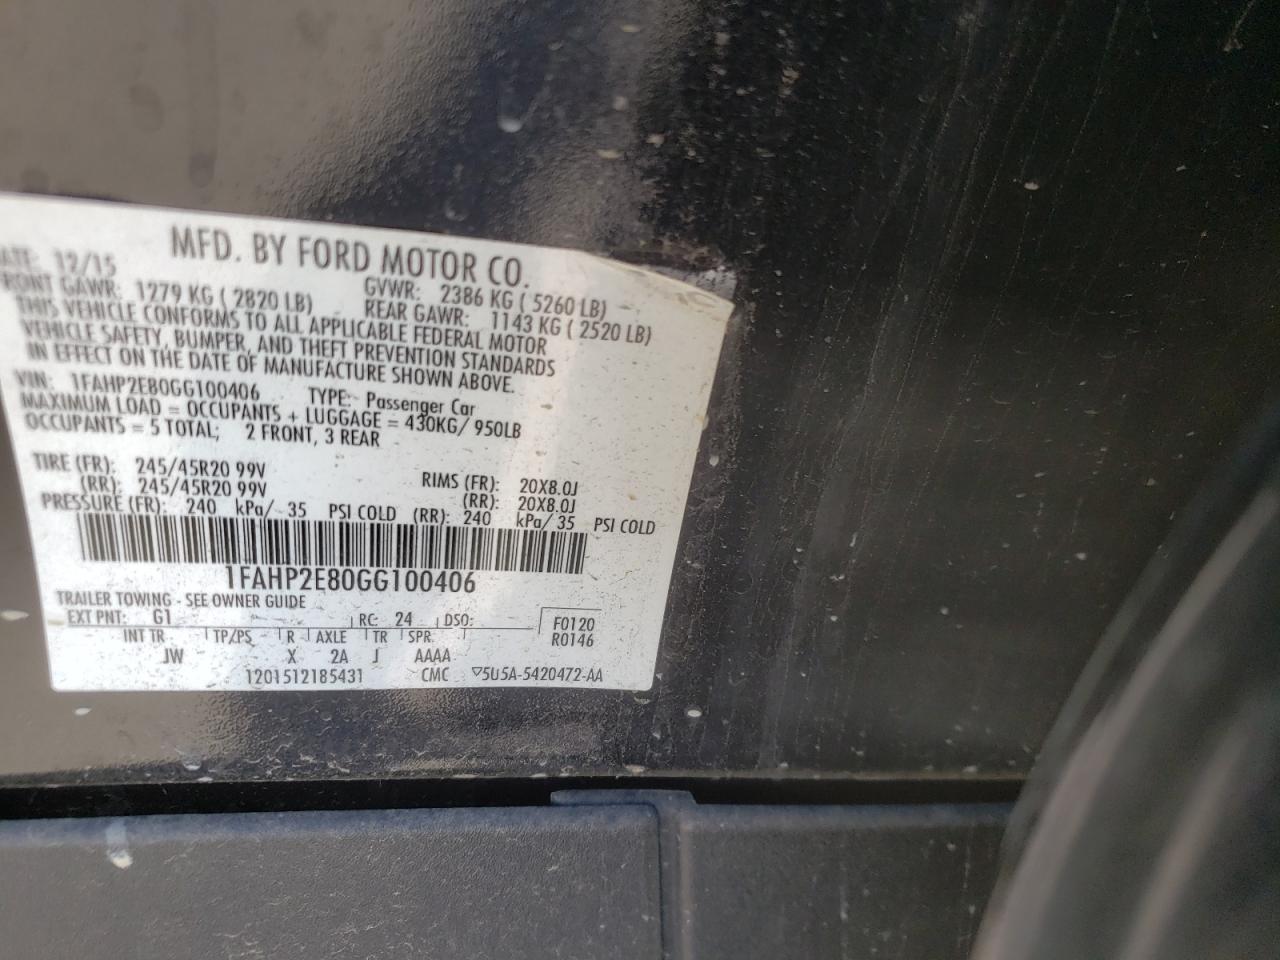 MFD. BY FORD MOTOR CO.
12/15
GVWR: 2386 KG ( 5260 LB)
FRONT GAWR: 1279 KG ( 2820 LB) REAR GAWR: 1143 KG ( 2520 LB)
THIS VEHICLE CONFORMS TO ALL APPLICABLE FEDERAL MOTOR
VEHICLE SAFETY, BUMPER, AND THEFT PREVENTION STANDARDS
IN EFFECT ON THE DATE OF MANUFACTURE SHOWN ABOVE.
VIN: 1FAHP2E80GG100406 TYPE: Passenger Car
MAXIMUM LOAD = OCCUPANTS + LUGGAGE = 430KG/ 950LB
OCCUPANTS = 5 TOTAL; 2 FRONT, 3 REAR
TIRE (FR): 245/45R20 99V RIMS (FR): 20X8.0J
(RR): 245/45R20 99V (RR): 20X8.0J
PRESSURE (FR): 240 kPa/ 35 PSI COLD (RR): 240 kPa/ 35 PSI COLD
1FAHP2E80GG100406
TRAILER TOWING - SEE OWNER GUIDE
EXT PNT: G1 RC: 24 DSO: F0120
R0146
INT TR TP/PS R AXLE TR SPR
JW X 2A J AAAA
1201512185431 CMC ▽5U5A-5420472-AA